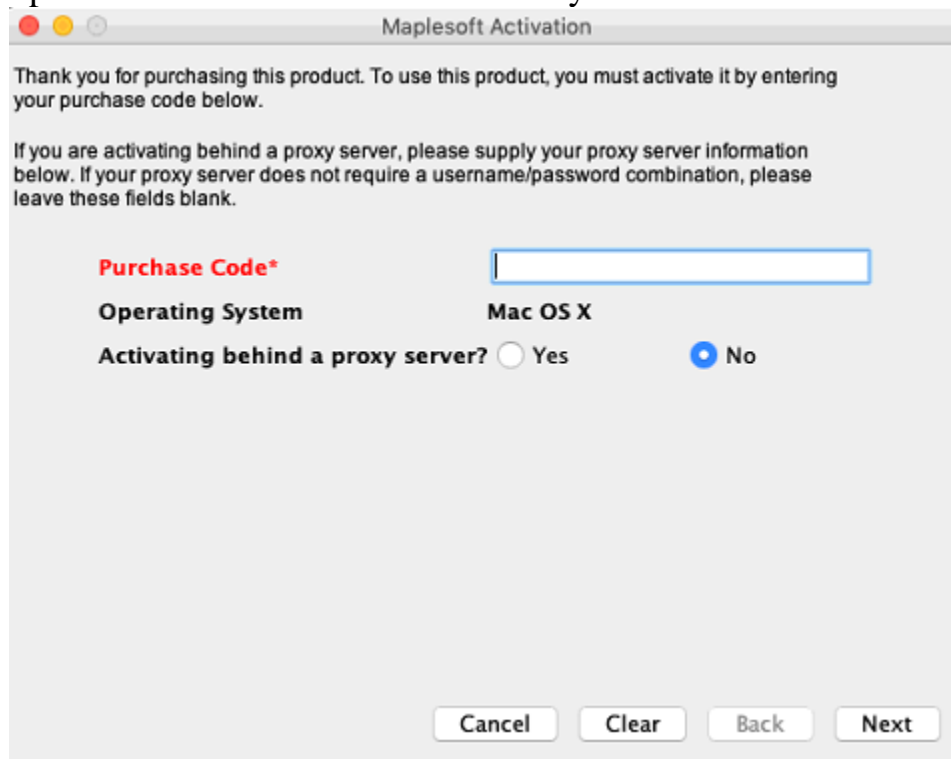 Maplesoft Activation
Thank you for purchasing this product. To use this product, you must activate it by entering
your purchase code below.
If you are activating behind a proxy server, please supply your proxy server information
below. If your proxy server does not require a username/password combination, please
leave these fields blank.
Purchase Code*
Operating System Mac OS X
Activating behind a proxy server? Yes No
Cancel Clear Back Next